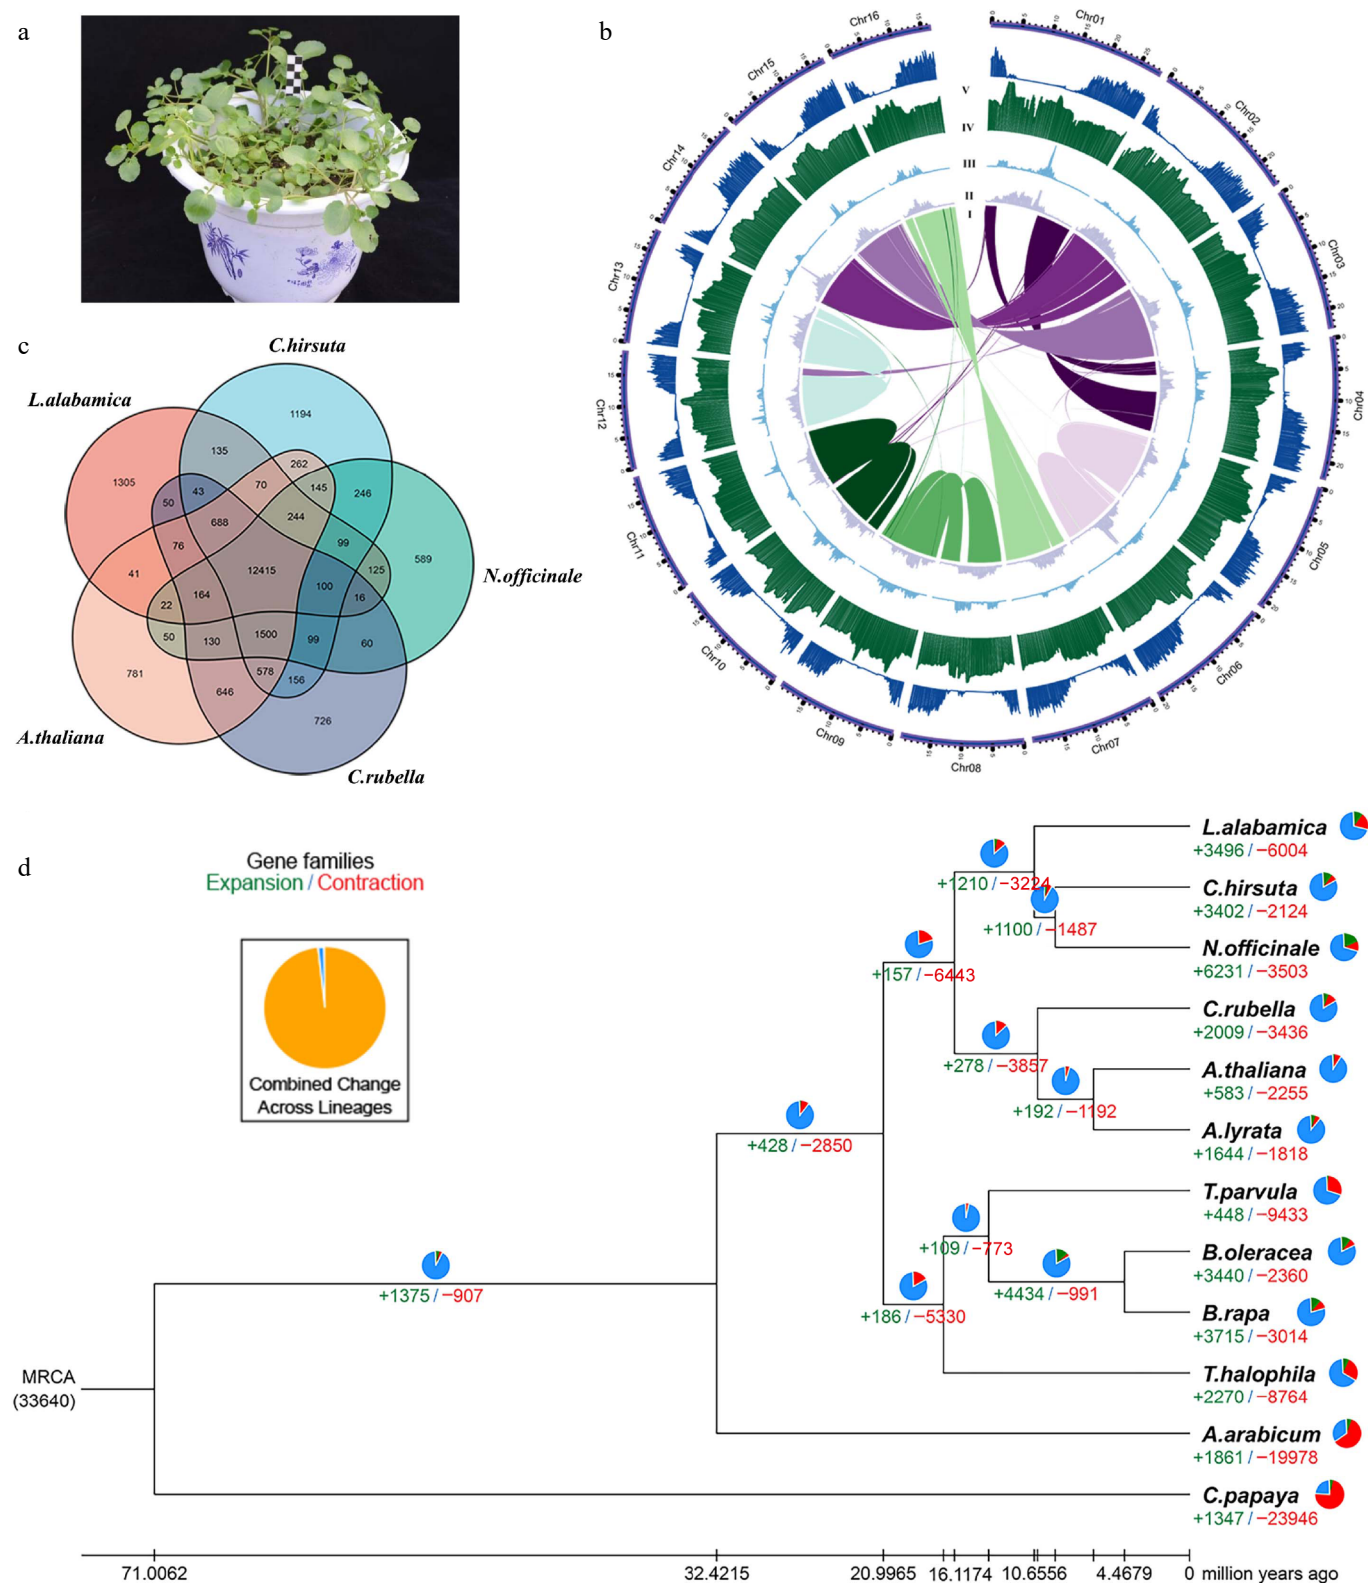 a
b
Chr01
Chr02
Chr03
Chr04
Chr05
Chr06
Chr07
Chr08
Chr09
Chr10
Chr11
Chr12
Chr13
Chr14
Chr15
Chr16
V
IV
III
II
I
c
C.hirsuta
L.alabamica
N.officinale
A.thaliana
C.rubella
1194
135
262
1305
70
145
246
50
43
688
244
99
589
76
12415
125
41
164
100
16
22
50
130
1500
99
60
781
578
156
646
726
d
Gene families
Expansion / Contraction
Combined Change
Across Lineages
L.alabamica
+3496 / −6004
+1210 / −3224
C.hirsuta
+3402 / −2124
+1100 / −1487
N.officinale
+6231 / −3503
+157 / −6443
C.rubella
+2009 / −3436
+278 / −3857
A.thaliana
+583 / −2255
+192 / −1192
A.lyrata
+1644 / −1818
+428 / −2850
T.parvula
+448 / −9433
+109 / −773
B.oleracea
+3440 / −2360
+4434 / −991
+1375 / −907
B.rapa
+3715 / −3014
+186 / −5330
T.halophila
+2270 / −8764
MRCA
(33640)
A.arabicum
+1861 / −19978
C.papaya
+1347 / −23946
71.0062 32.4215 20.9965 16.1174 10.6556 4.4679 0 million years ago